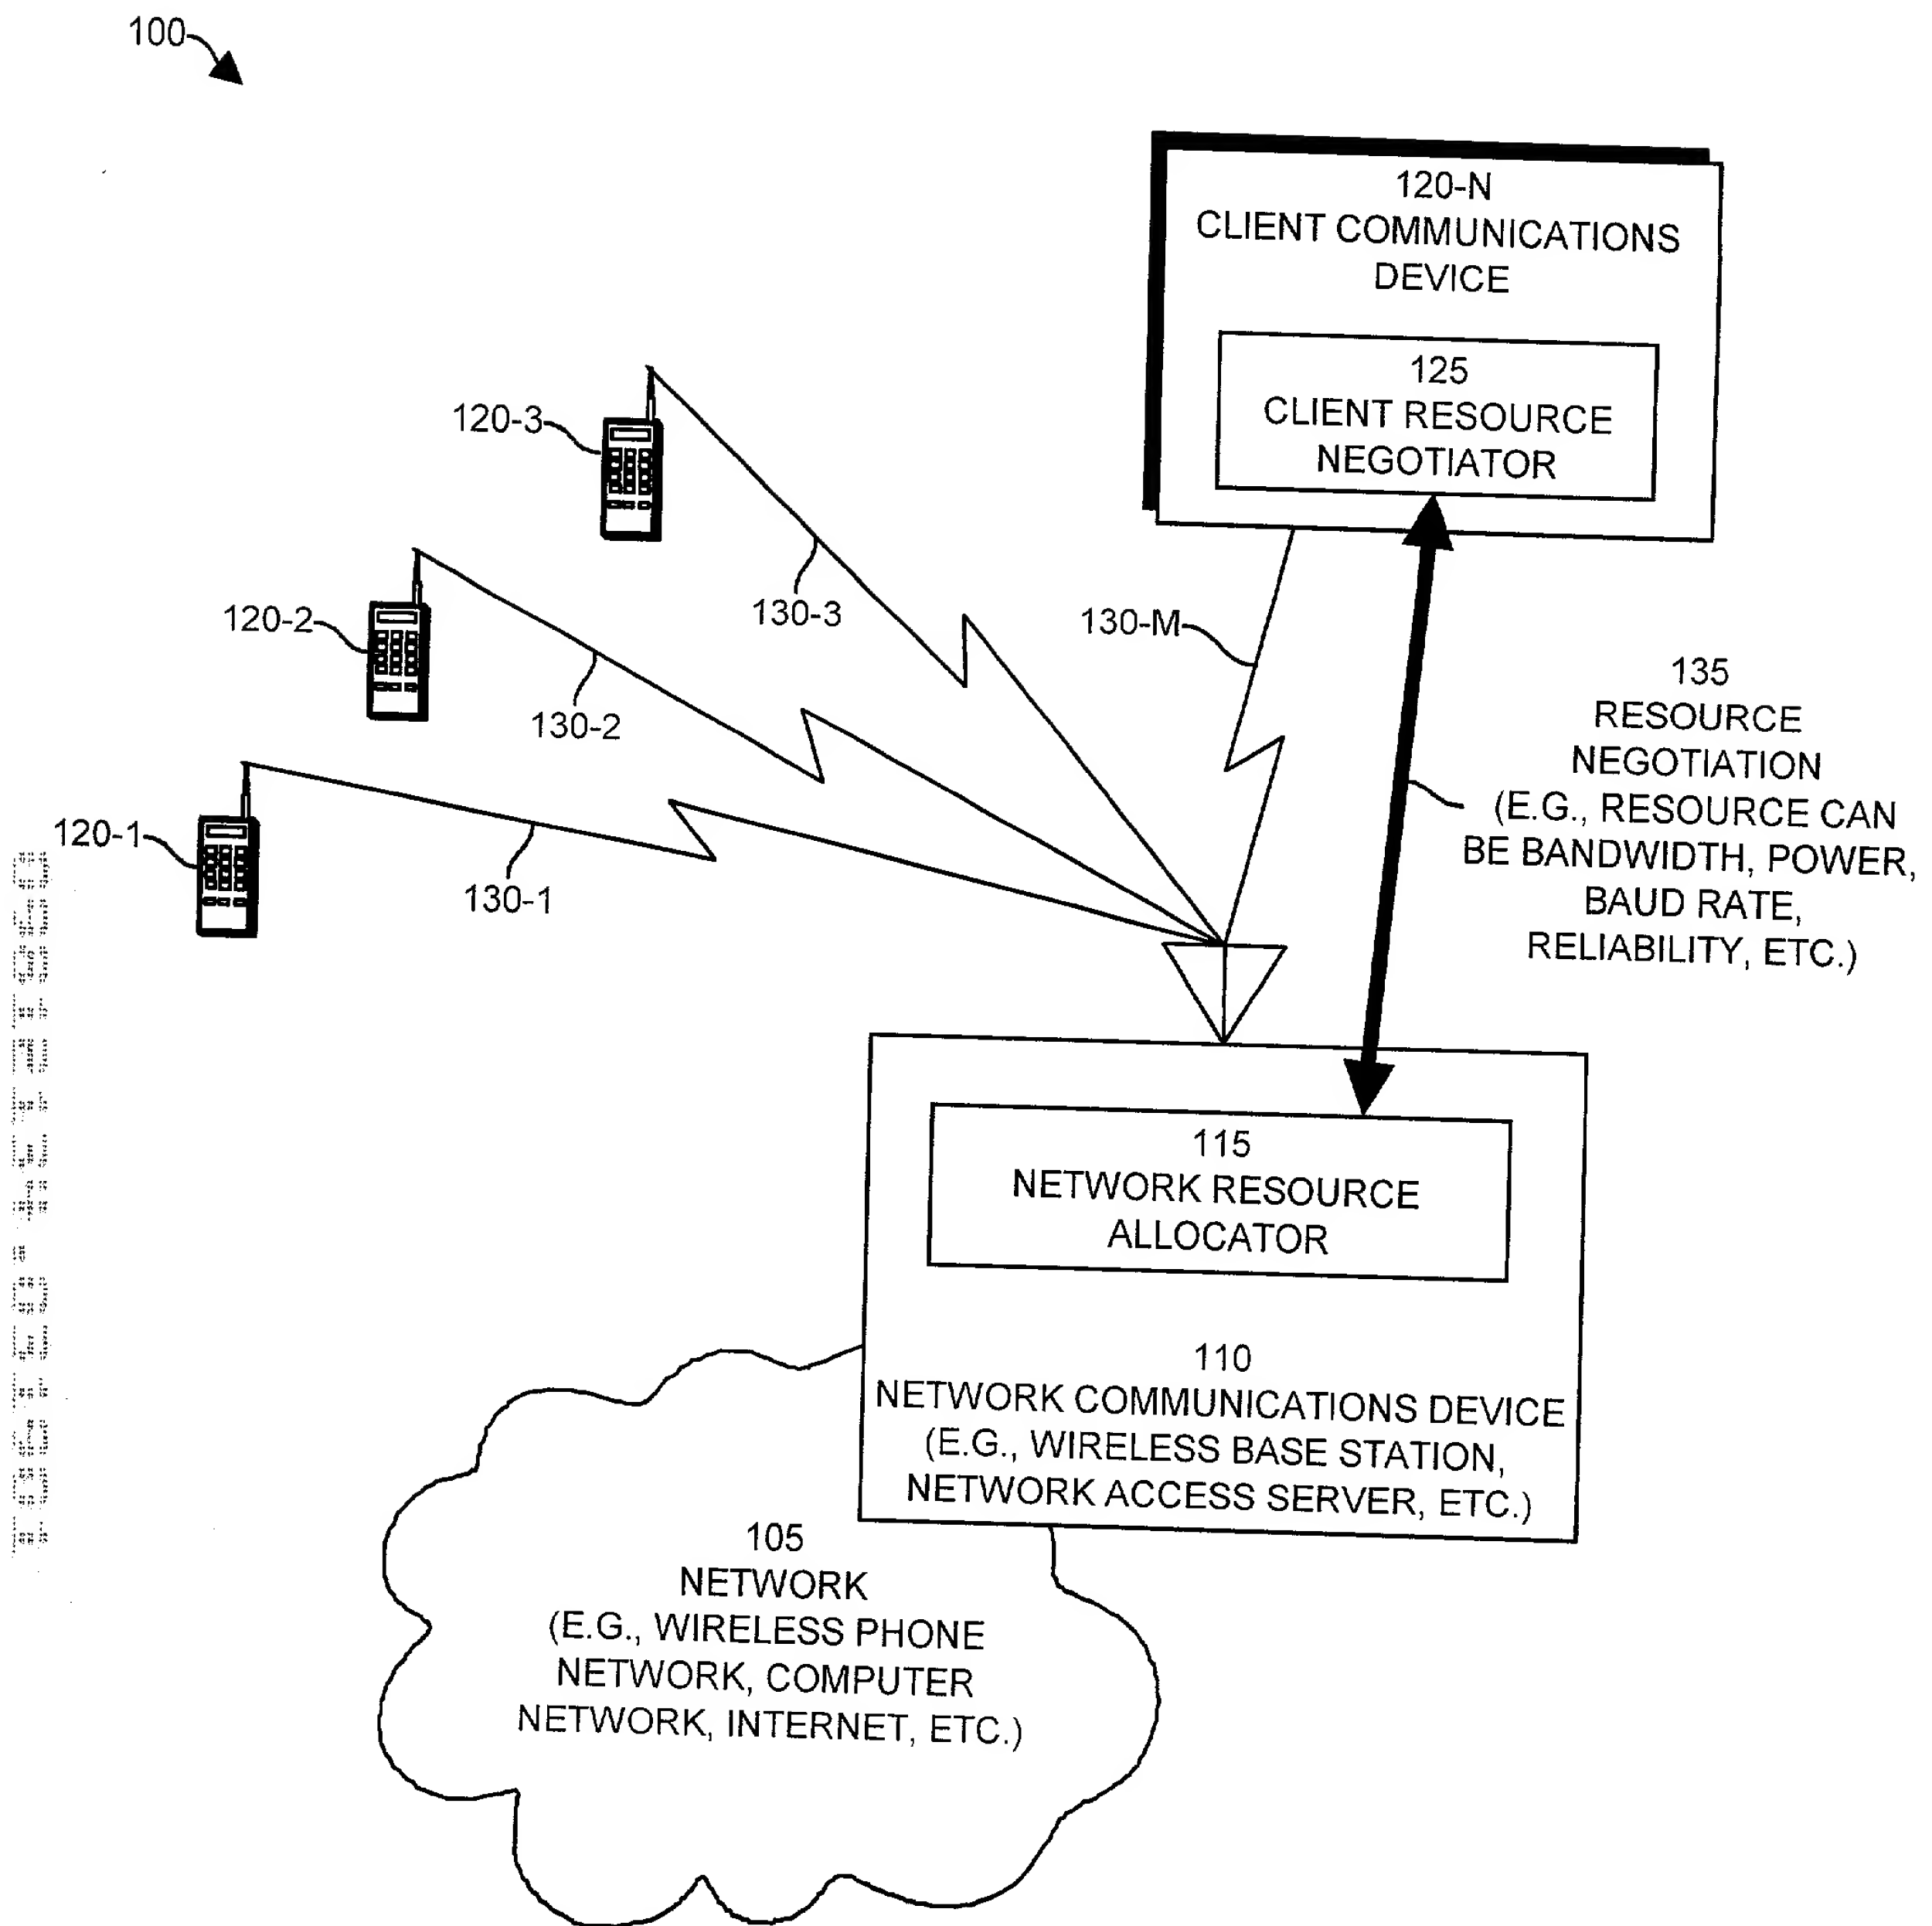 100
120-N
CLIENT COMMUNICATIONS
DEVICE
125
CLIENT RESOURCE
NEGOTIATOR
120-3
130-3
120-2
130-2
130-M
120-1
130-1
135
RESOURCE
NEGOTIATION
(E.G., RESOURCE CAN
BE BANDWIDTH, POWER,
BAUD RATE,
RELIABILITY, ETC.)
115
NETWORK RESOURCE
ALLOCATOR
110
NETWORK COMMUNICATIONS DEVICE
(E.G., WIRELESS BASE STATION,
NETWORK ACCESS SERVER, ETC.)
105
NETWORK
(E.G., WIRELESS PHONE
NETWORK, COMPUTER
NETWORK, INTERNET, ETC.)